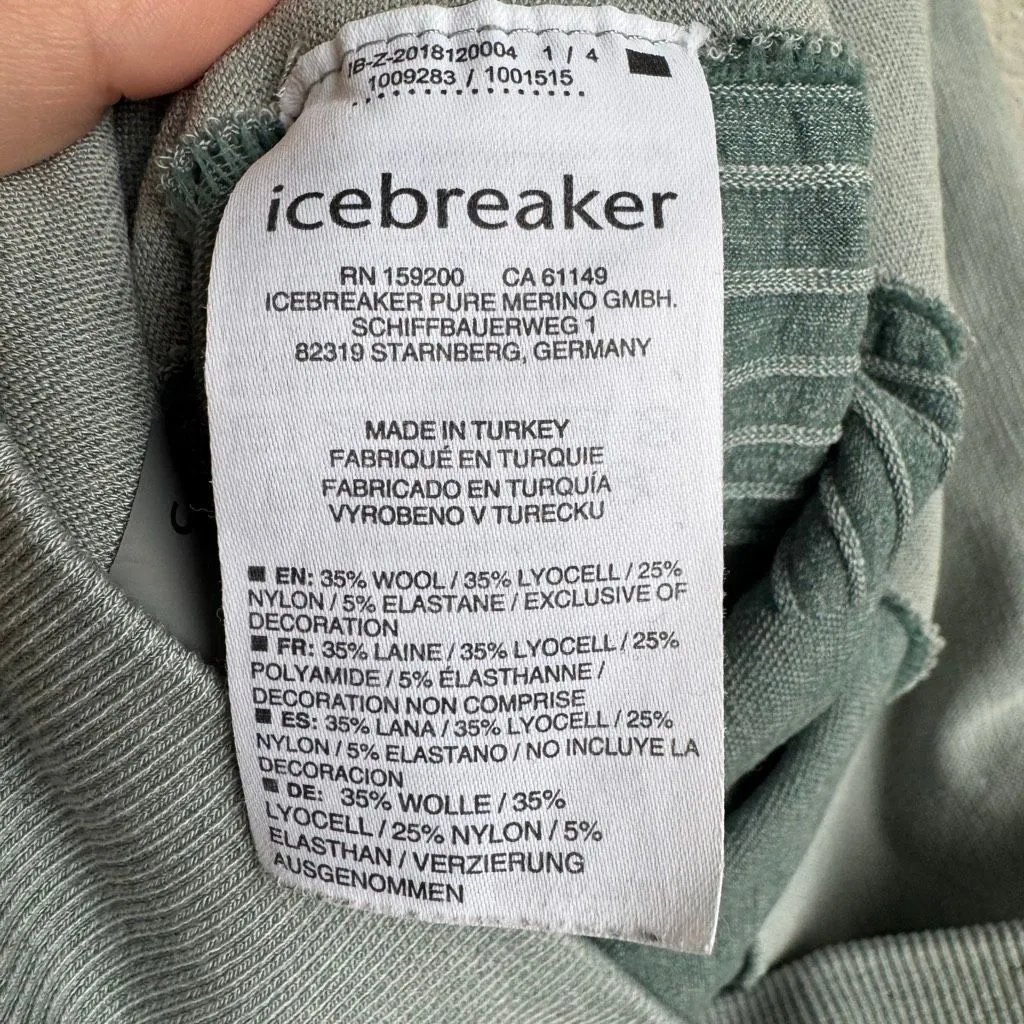 IB-Z-2018120004 1 / 4
1009283 / 1001515
icebreaker
RN 159200 CA 61149
ICEBREAKER PURE MERINO GMBH.
SCHIFFBAUERWEG 1
82319 STARNBERG, GERMANY
MADE IN TURKEY
FABRIQUÉ EN TURQUIE
FABRICADO EN TURQUÍA
VYROBENO V TURECKU
EN: 35% WOOL / 35% LYOCELL / 25%
NYLON / 5% ELASTANE / EXCLUSIVE OF
DECORATION
FR: 35% LAINE / 35% LYOCELL / 25%
POLYAMIDE / 5% ÉLASTHANNE /
DECORATION NON COMPRISE
ES: 35% LANA / 35% LYOCELL / 25%
NYLON / 5% ELASTANO / NO INCLUYE LA
DECORACION
DE: 35% WOLLE / 35%
LYOCELL / 25% NYLON / 5%
ELASTHAN / VERZIERUNG
AUSGENOMMEN